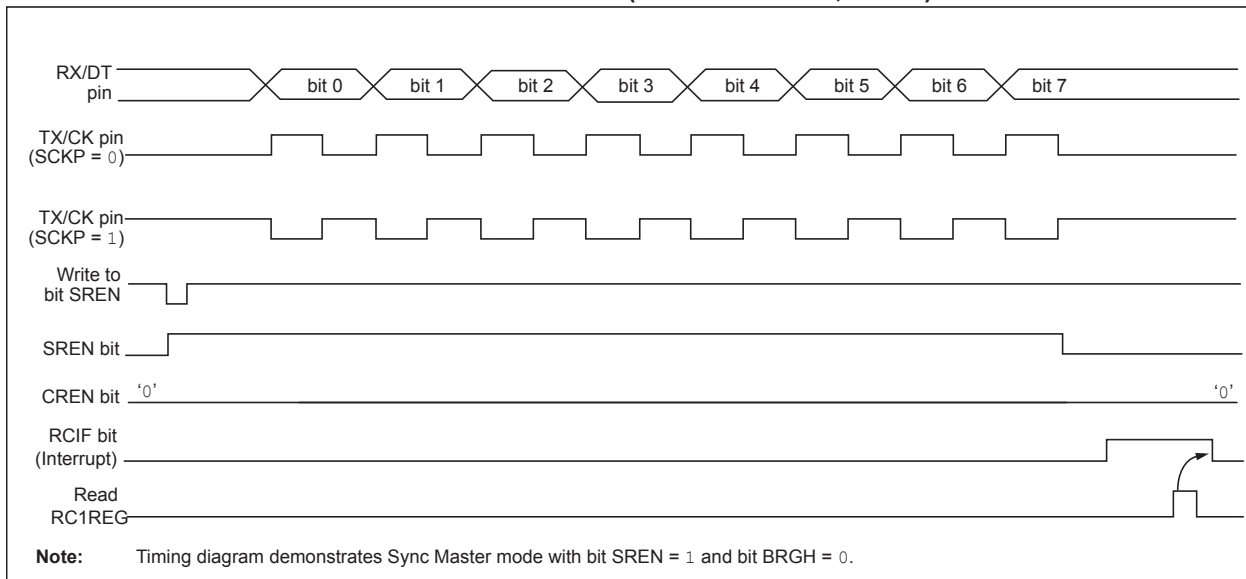 RX/DT
pin
bit 0 bit 1 bit 2 bit 3 bit 4 bit 5 bit 6 bit 7
TX/CK pin
(SCKP = 0)
TX/CK pin
(SCKP = 1)
Write to
bit SREN
SREN bit
CREN bit ‘0’ ‘0’
RCIF bit
(Interrupt)
Read
RC1REG
Note: Timing diagram demonstrates Sync Master mode with bit SREN = 1 and bit BRGH = 0.